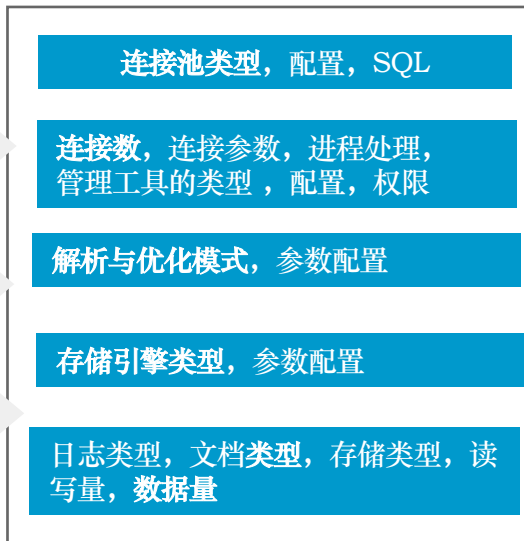 连接池类型，配置，SQL
连接数，连接参数，进程处理，
管理工具的类型 ，配置，权限
解析与优化模式，参数配置
存储引擎类型，参数配置
日志类型，文档类型，存储类型，读
写量，数据量